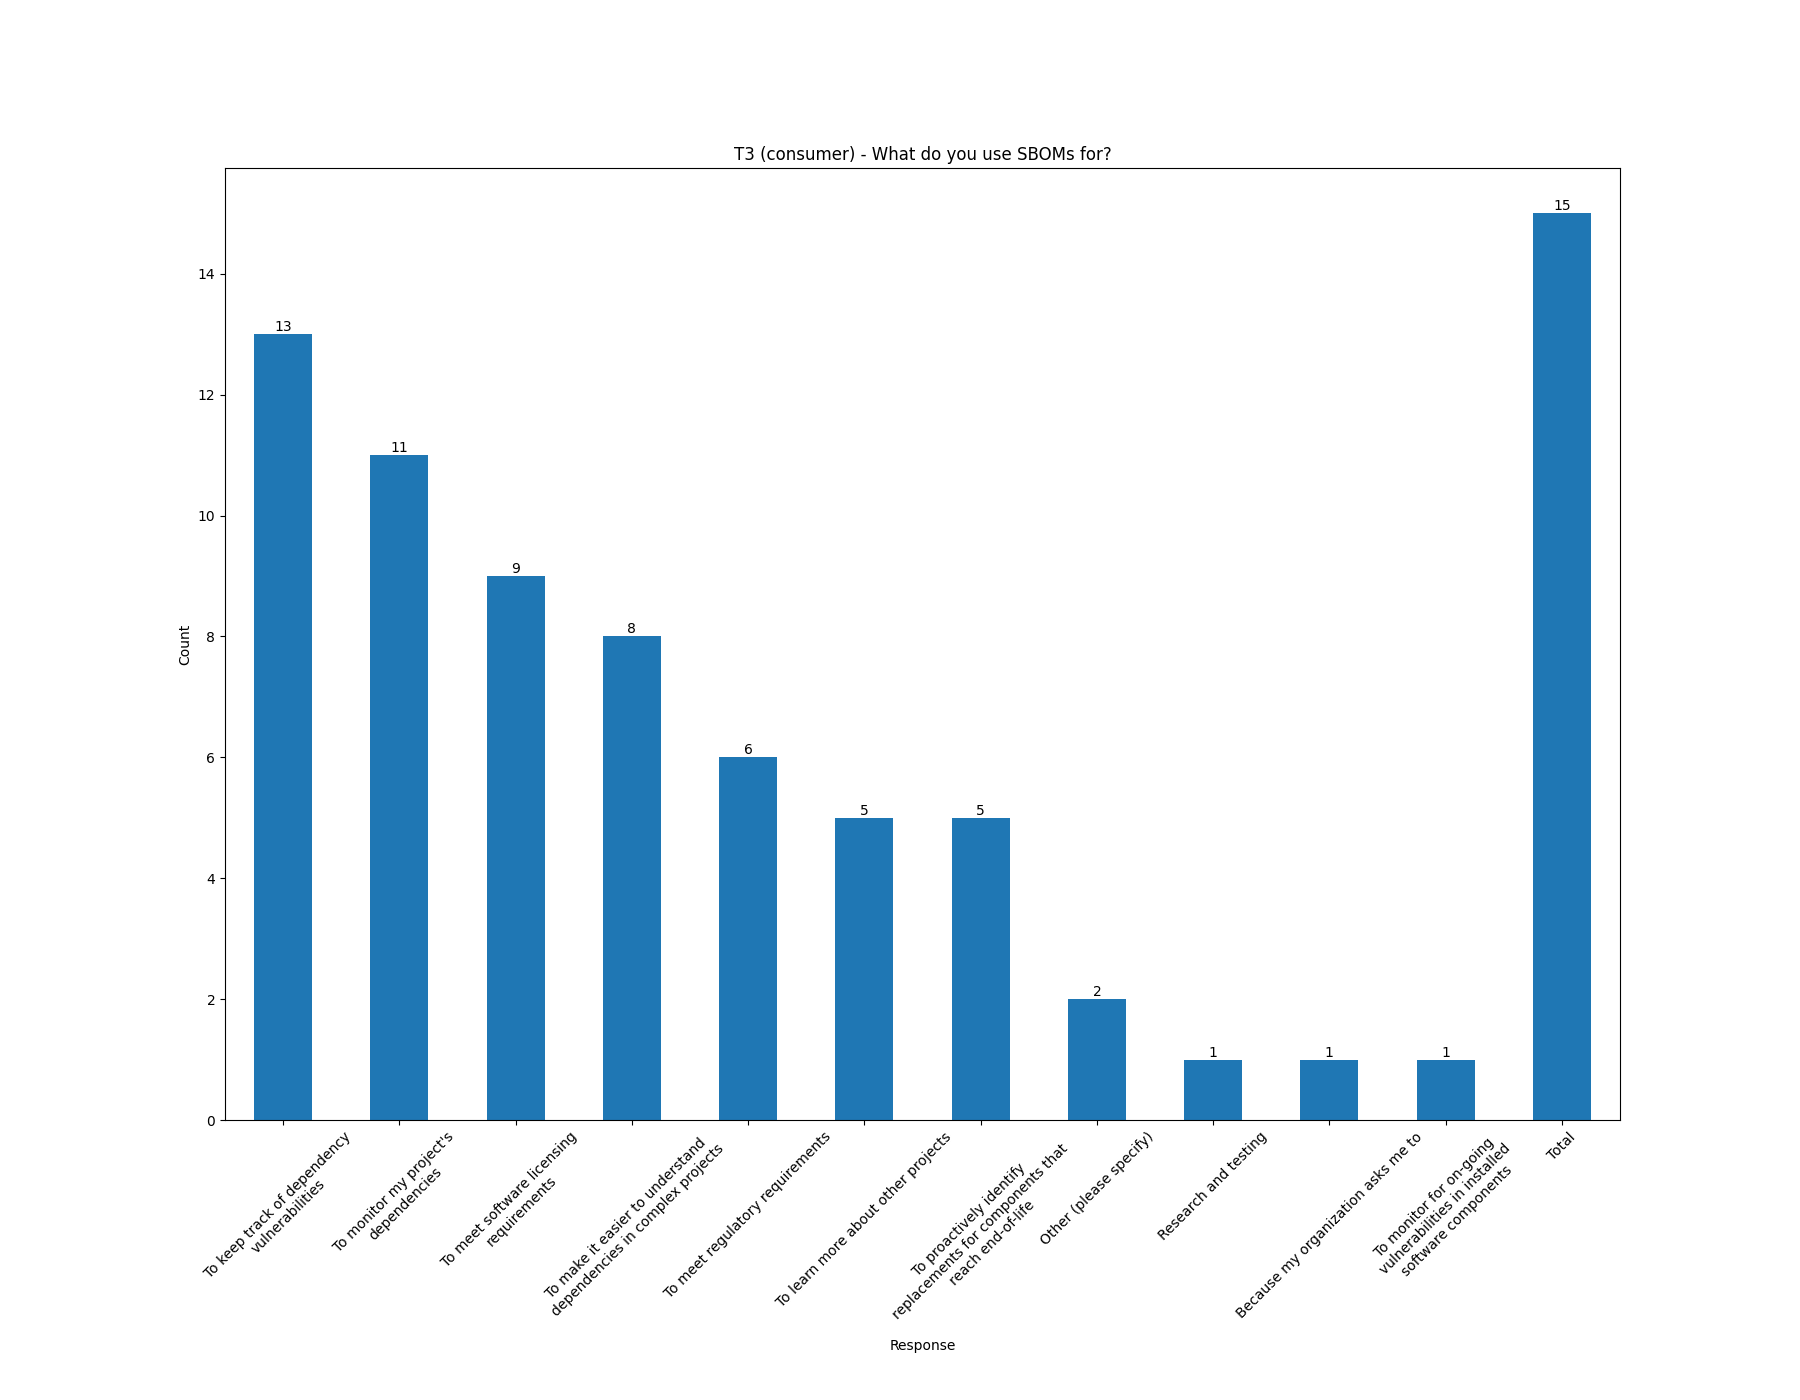 T3 (consumer) - What do you use SBOMs for?
15
14
13
12
11
10
9
8
8
6
6
5
5
4
2
2
1
1
1
0
Count
To keep track of dependency
vulnerabilities
To monitor my project's
dependencies
To meet software licensing
requirements
To make it easier to understand
dependencies in complex projects
To meet regulatory requirements
To learn more about other projects
To proactively identify
replacements for components that
reach end-of-life
Other (please specify)
Research and testing
Because my organization asks me to
To monitor for on-going
vulnerabilities in installed
software components
Total
Response